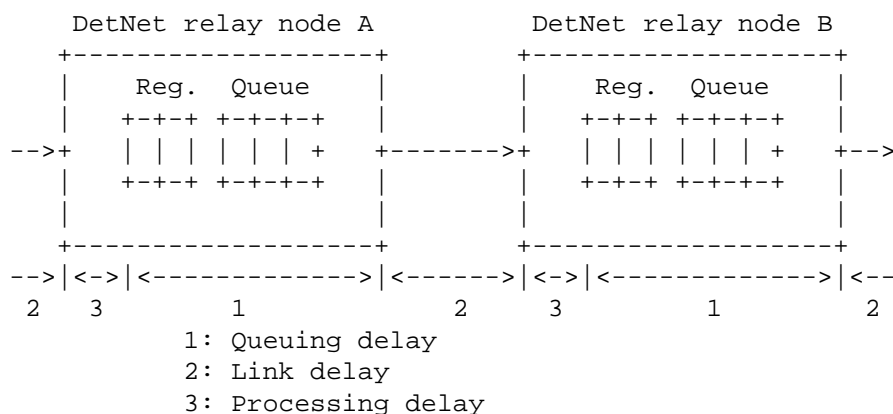 DetNet relay node A        DetNet relay node B
   +-------------------+        +-------------------+
   |    Reg.  Queue    |        |    Reg.  Queue    |
   |   +-+-+ +-+-+-+   |        |   +-+-+ +-+-+-+   |
-->+   | | | | | | +   +------->+   | | | | | | +   +-->
   |   +-+-+ +-+-+-+   |        |   +-+-+ +-+-+-+   |
   |                   |        |                   |
   +-------------------+        +-------------------+
-->|<->|<------------->|<------>|<->|<------------->|<--
2    3         1           2      3         1         2
1: Queuing delay
2: Link delay
3: Processing delay